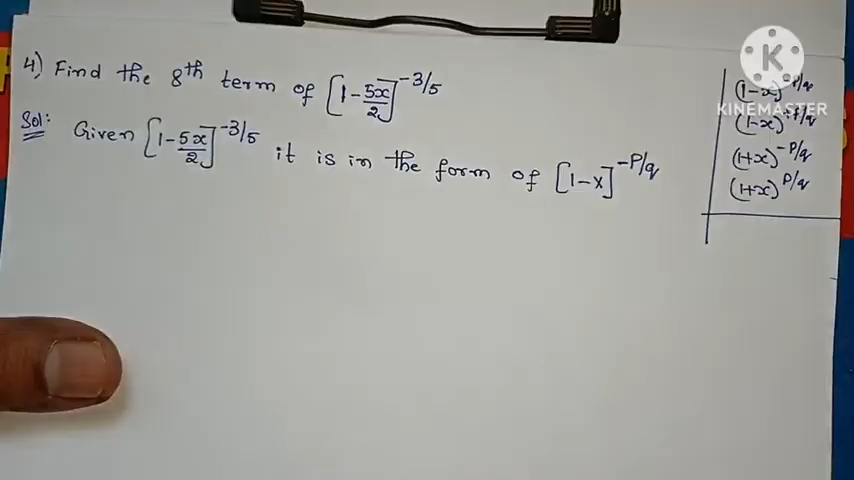 4) Find the 8th term of [1 - 5x/2]^-3/5
Sol: Given [1 - 5x/2]^-3/5 it is in the form of [1-x]^-P/q
(1-x)
(1-x)
(1+x)^-P/q
(1+x)^P/q
K
KINEMASTER